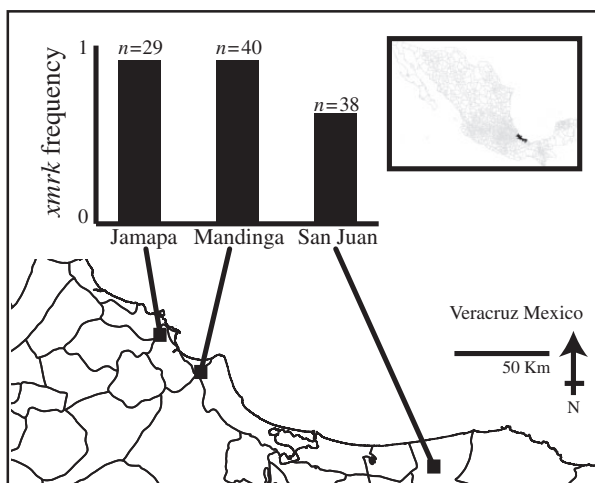 xmrk frequency
1
0
n=29
n=40
n=38
Jamapa
Mandinga
San Juan
Veracruz Mexico
50 Km
N